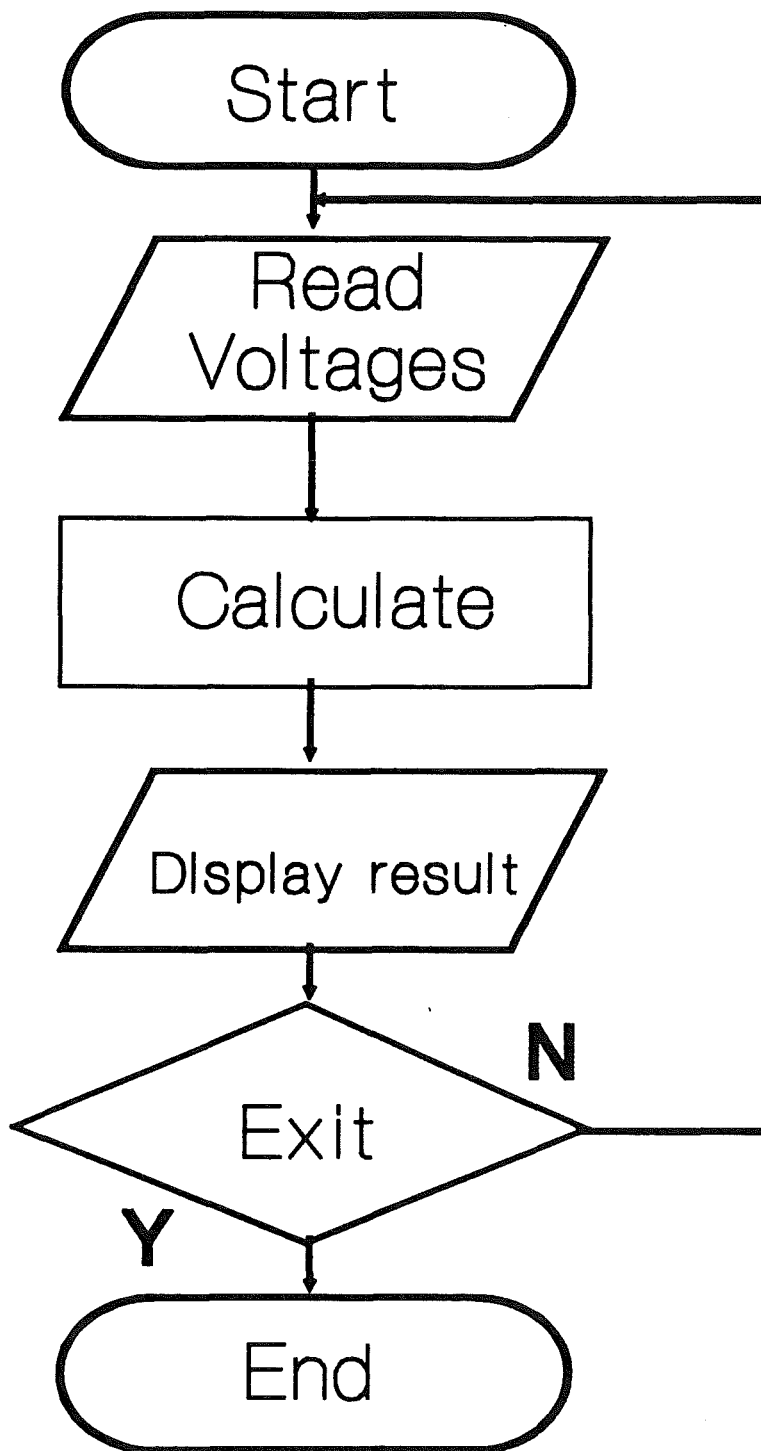 Start
Read
Voltages
Calculate
DIsplay result
N
Exit
Y
End